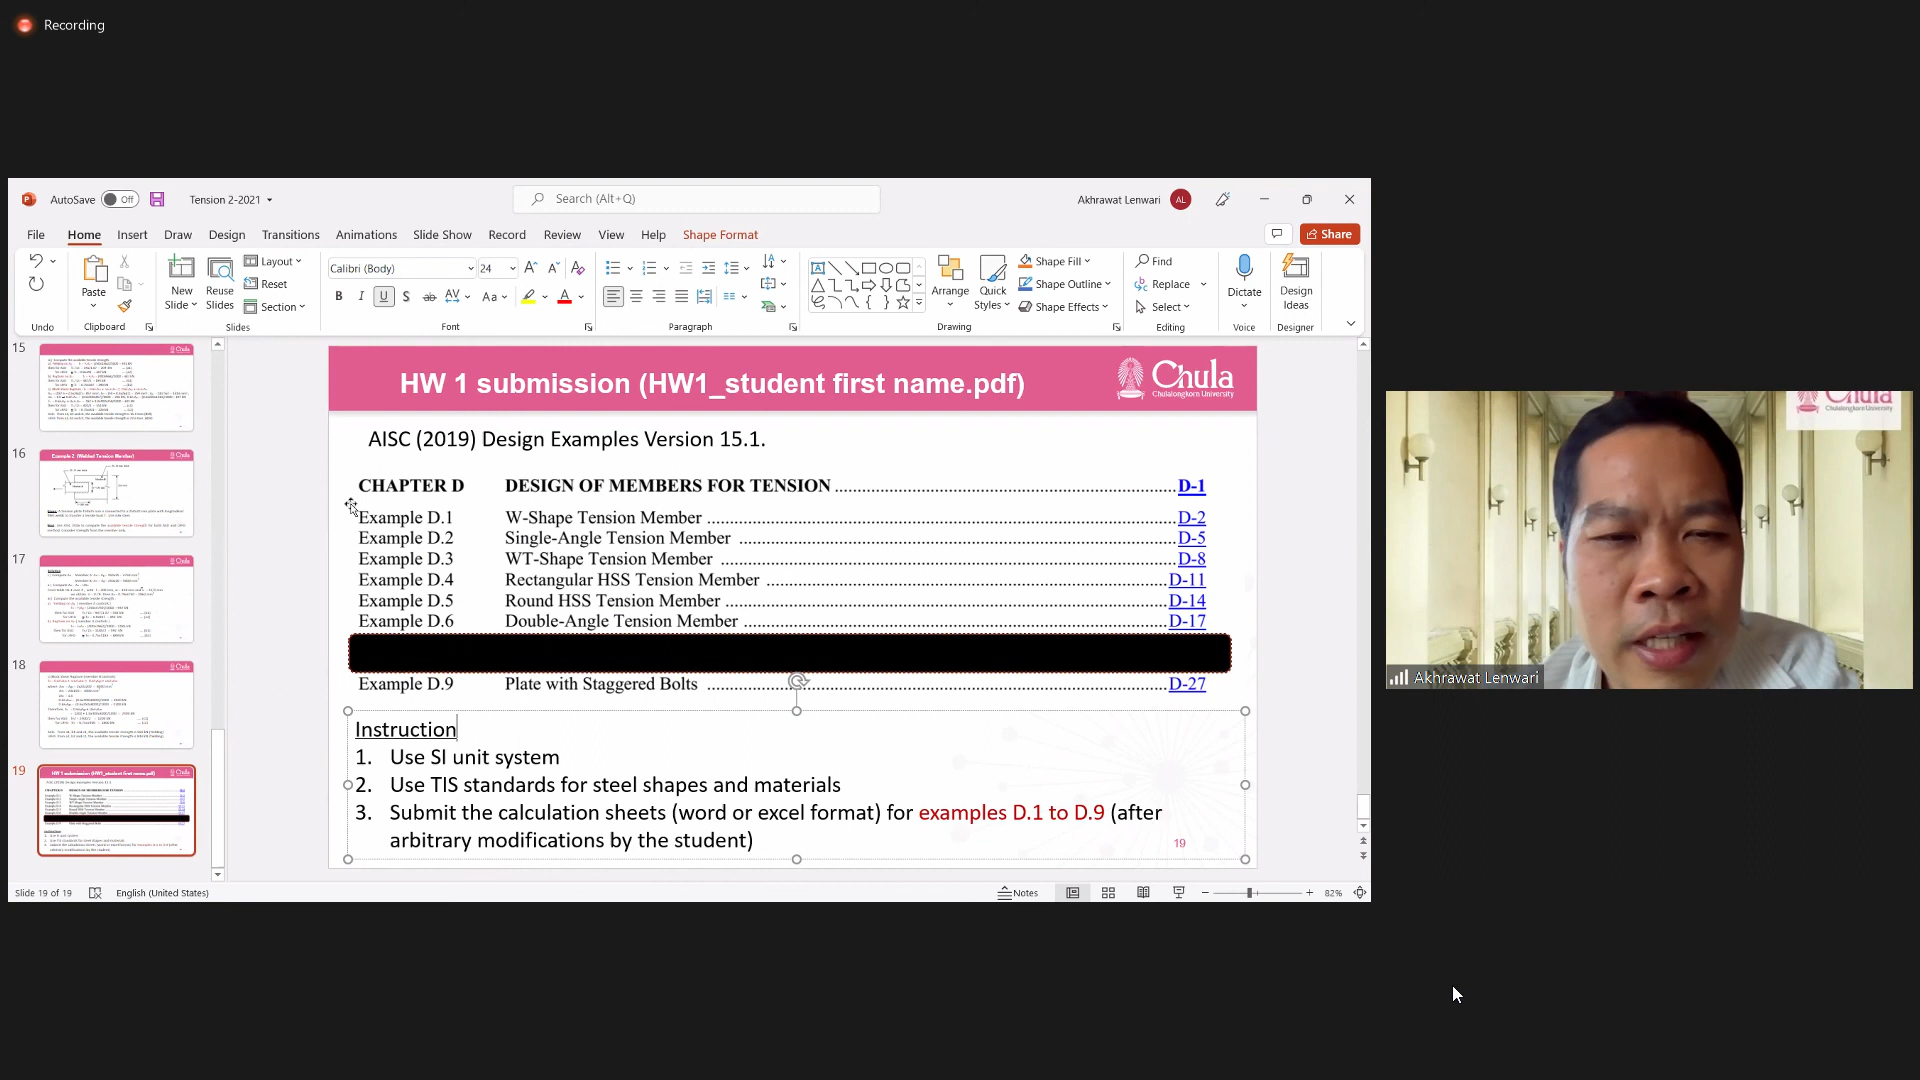 Recording
AutoSave Off Tension 2-2021
Search (Alt+Q)
Akhrawat Lenwari AL
File Home Insert Draw Design Transitions Animations Slide Show Record Review View Help Shape Format
Share
Paste
New Slide
Reuse Slides
Layout
Reset
Section
Calibri (Body) 24
Arrange
Quick Styles
Shape Fill
Shape Outline
Shape Effects
Find
Replace
Select
Dictate
Design Ideas
Undo Clipboard Slides Font Paragraph Drawing Editing Voice Designer
15
16
Example 2 (Welded Tension Member)
17
18
19
HW 1 submission (HW1_student first name.pdf)
Chula
Chulalongkorn University
AISC (2019) Design Examples Version 15.1.
CHAPTER D DESIGN OF MEMBERS FOR TENSION D-1
Example D.1 W-Shape Tension Member D-2
Example D.2 Single-Angle Tension Member D-5
Example D.3 WT-Shape Tension Member D-8
Example D.4 Rectangular HSS Tension Member D-11
Example D.5 Round HSS Tension Member D-14
Example D.6 Double-Angle Tension Member D-17
Example D.9 Plate with Staggered Bolts D-27
Instruction
1. Use SI unit system
2. Use TIS standards for steel shapes and materials
3. Submit the calculation sheets (word or excel format) for examples D.1 to D.9 (after
arbitrary modifications by the student)
19
Slide 19 of 19 English (United States)
Notes
82%
Chula
Chulalongkorn University
Akhrawat Lenwari